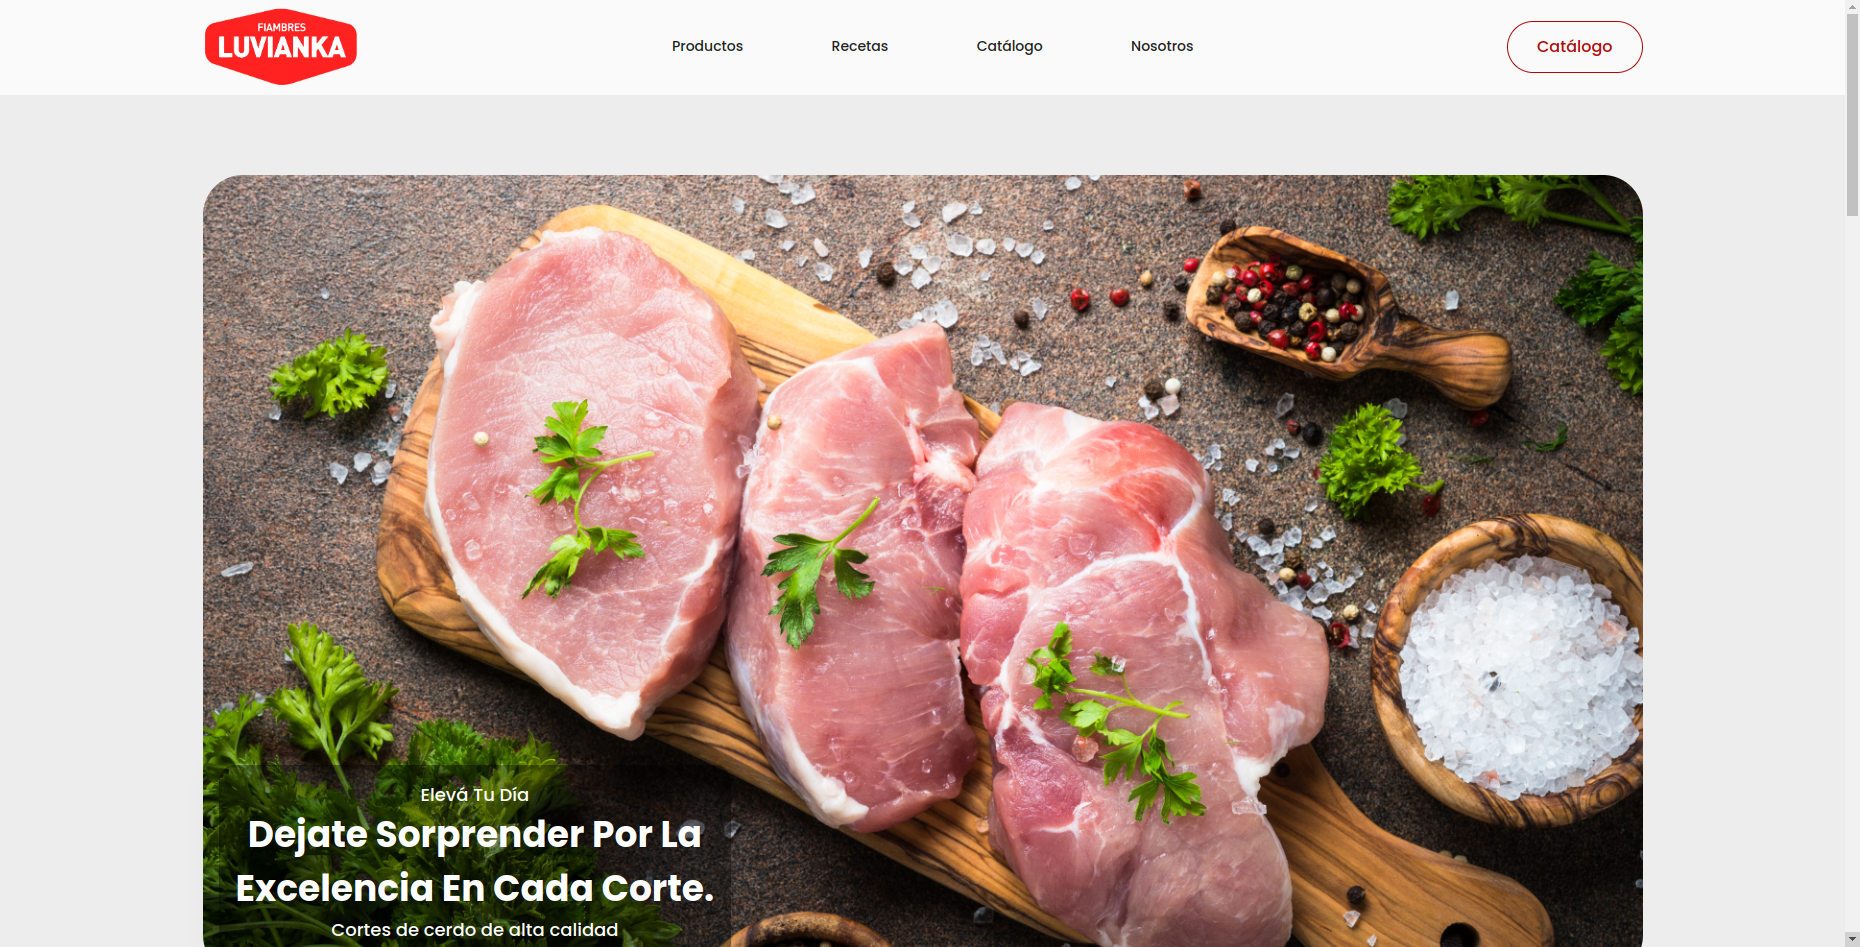 FIAMBRES
LUVIANKA
Productos
Recetas
Catálogo
Nosotros
Catálogo
Elevá Tu Día
Dejate Sorprender Por La
Excelencia En Cada Corte.
Cortes de cerdo de alta calidad